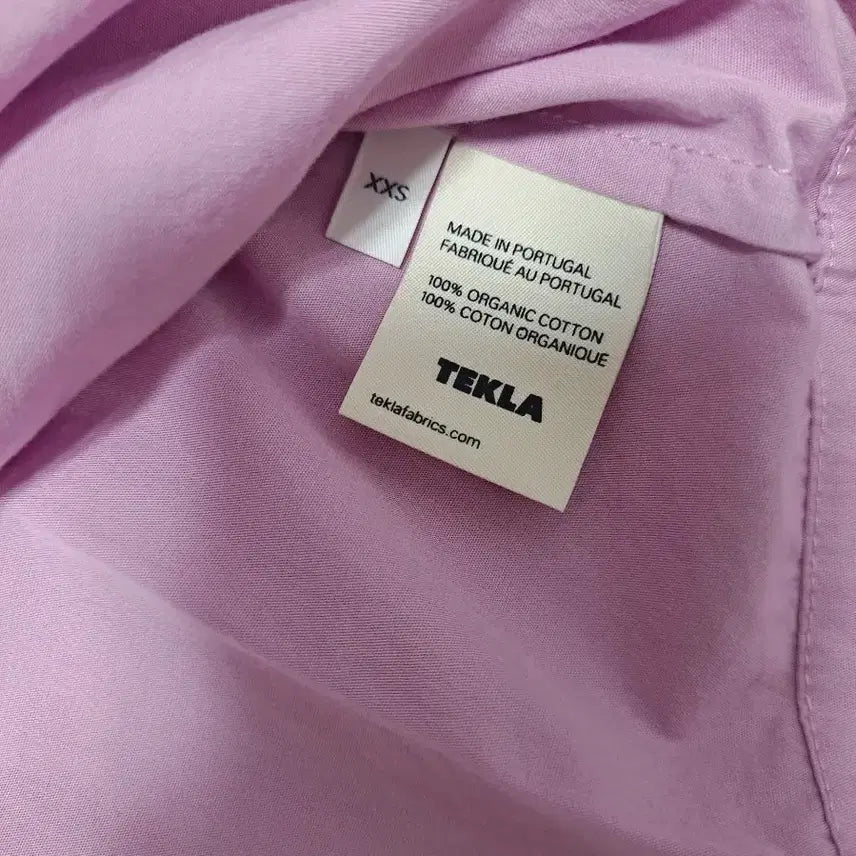 XXS
MADE IN PORTUGAL
FABRIQUÉ AU PORTUGAL
100% ORGANIC COTTON
100% COTON ORGANIQUE
TEKLA
teklafabrics.com